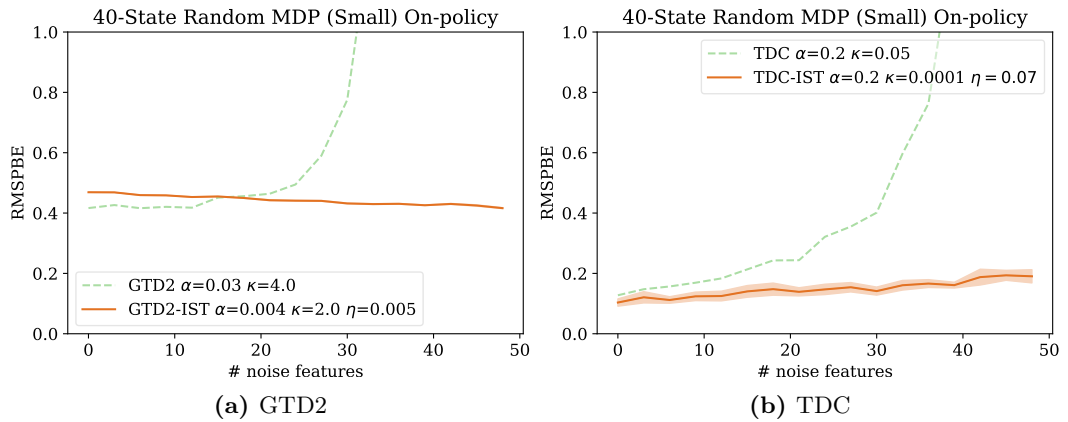 40-State Random MDP (Small) On-policy
RMSPBE
1.0
0.8
0.6
0.4
0.2
0.0
GTD2 α=0.03 κ=4.0
GTD2-IST α=0.004 κ=2.0 η=0.005
0 10 20 30 40 50
# noise features
(a) GTD2
40-State Random MDP (Small) On-policy
RMSPBE
1.0
0.8
0.6
0.4
0.2
0.0
TDC α=0.2 κ=0.05
TDC-IST α=0.2 κ=0.0001 η = 0.07
0 10 20 30 40 50
# noise features
(b) TDC